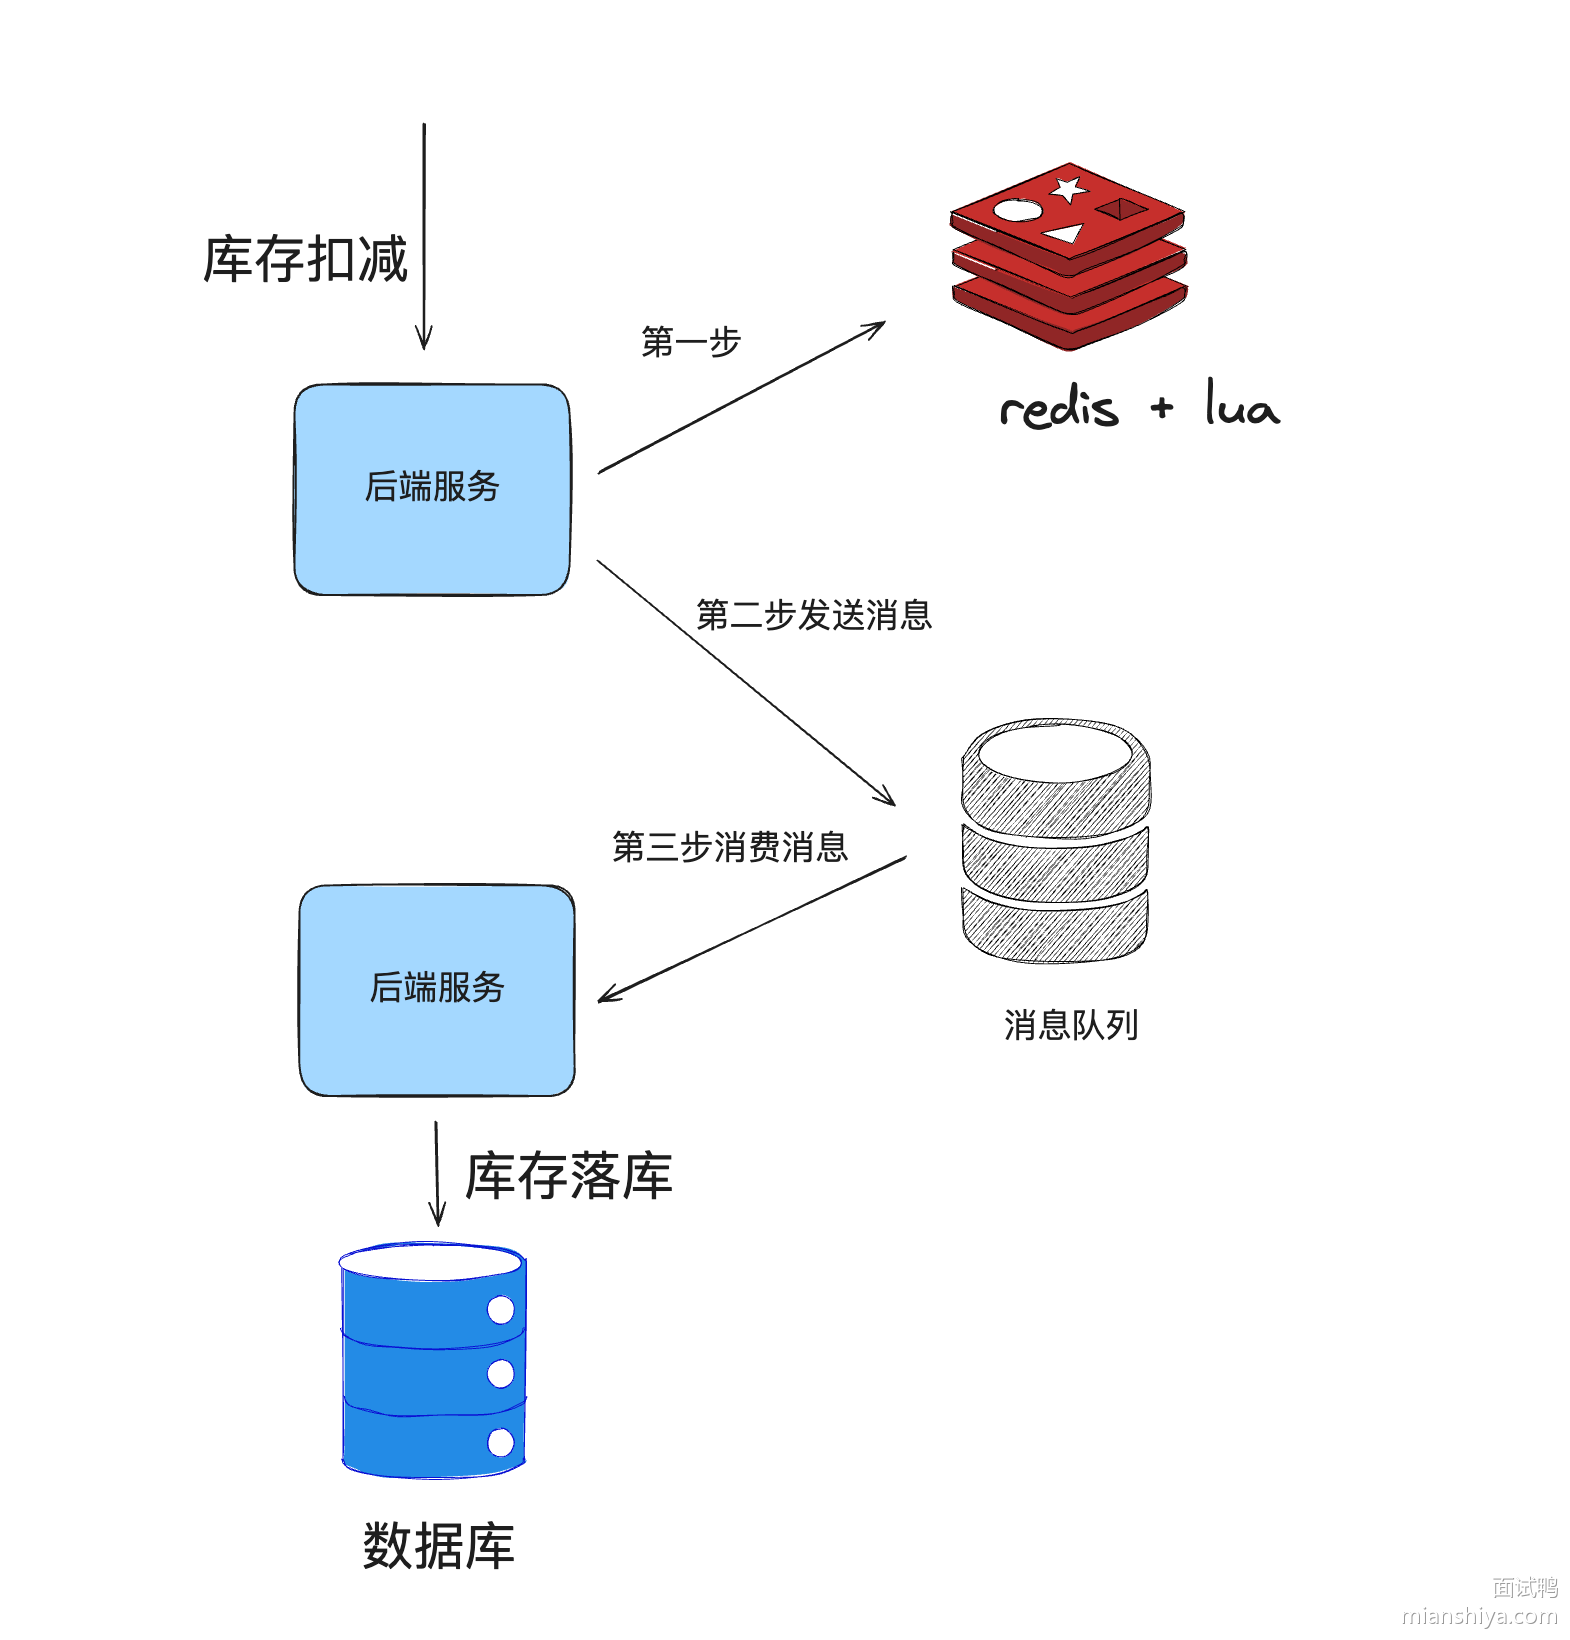 库存扣减
第一步
redis + lua
后端服务
第二步发送消息
第三步消费消息
后端服务
消息队列
库存落库
数据库
面试鸭
mianshiya.com